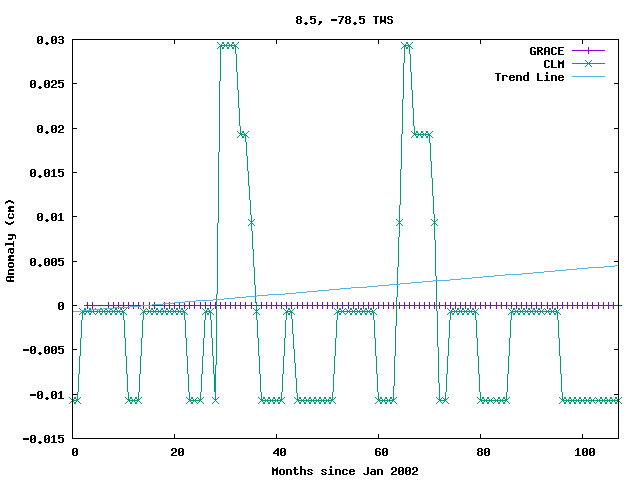 8.5, -78.5 TWS
GRACE
CLM
Trend Line
0.03
0.025
0.02
0.015
0.01
0.005
0
-0.005
-0.01
-0.015
Anomaly (cm)
0 20 40 60 80 100
Months since Jan 2002